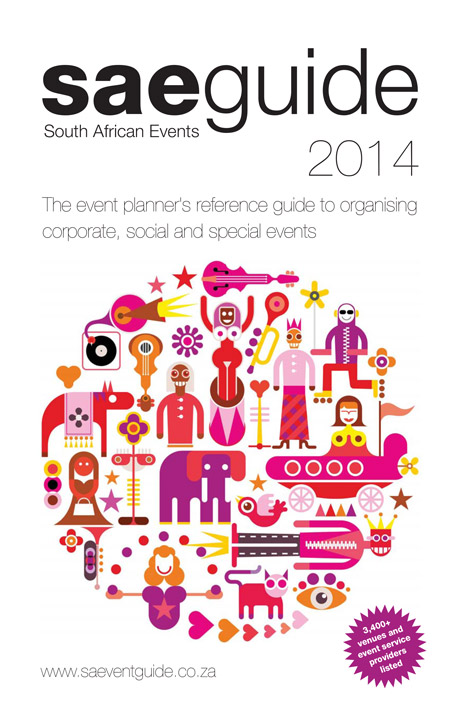 saeguide
South African Events
2014
The event planner's reference guide to organising
corporate, social and special events
3,400+
venues and
event service
providers
listed
www.saeventguide.co.za